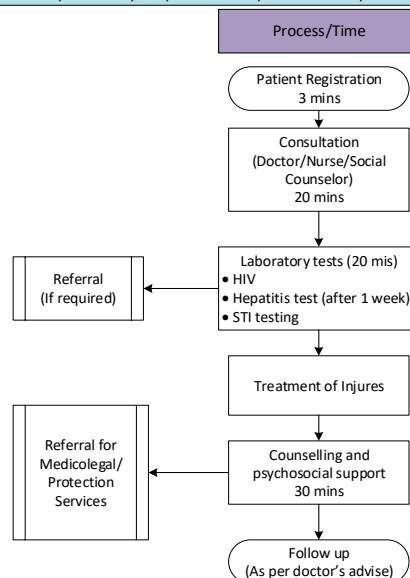 Process/Time
Patient Registration
3 mins
Consultation
(Doctor/Nurse/Social
Counselor)
20 mins
Laboratory tests (20 mis)
• HIV
• Hepatitis test (after 1 week)
• STI testing
Referral
(If required)
Treatment of Injures
Counselling and
psychosocial support
30 mins
Referral for
Medicolegal/
Protection
Services
Follow up
(As per doctor’s advise)